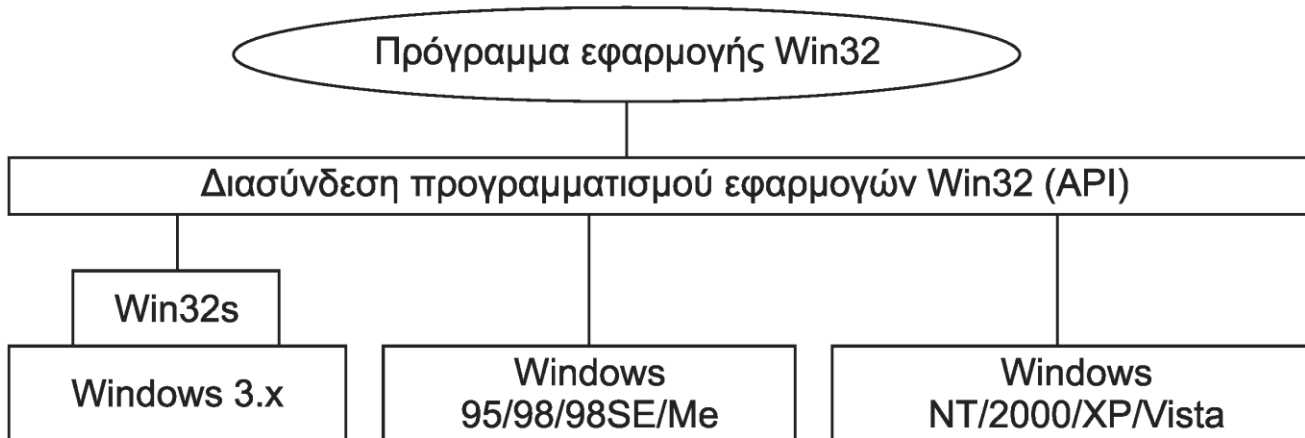 Πρόγραμμα εφαρμογής Win32
Διασύνδεση προγραμματισμού εφαρμογών Win32 (API)
Win32s
Windows 3.x
Windows
95/98/98SE/Me
Windows
NT/2000/XP/Vista